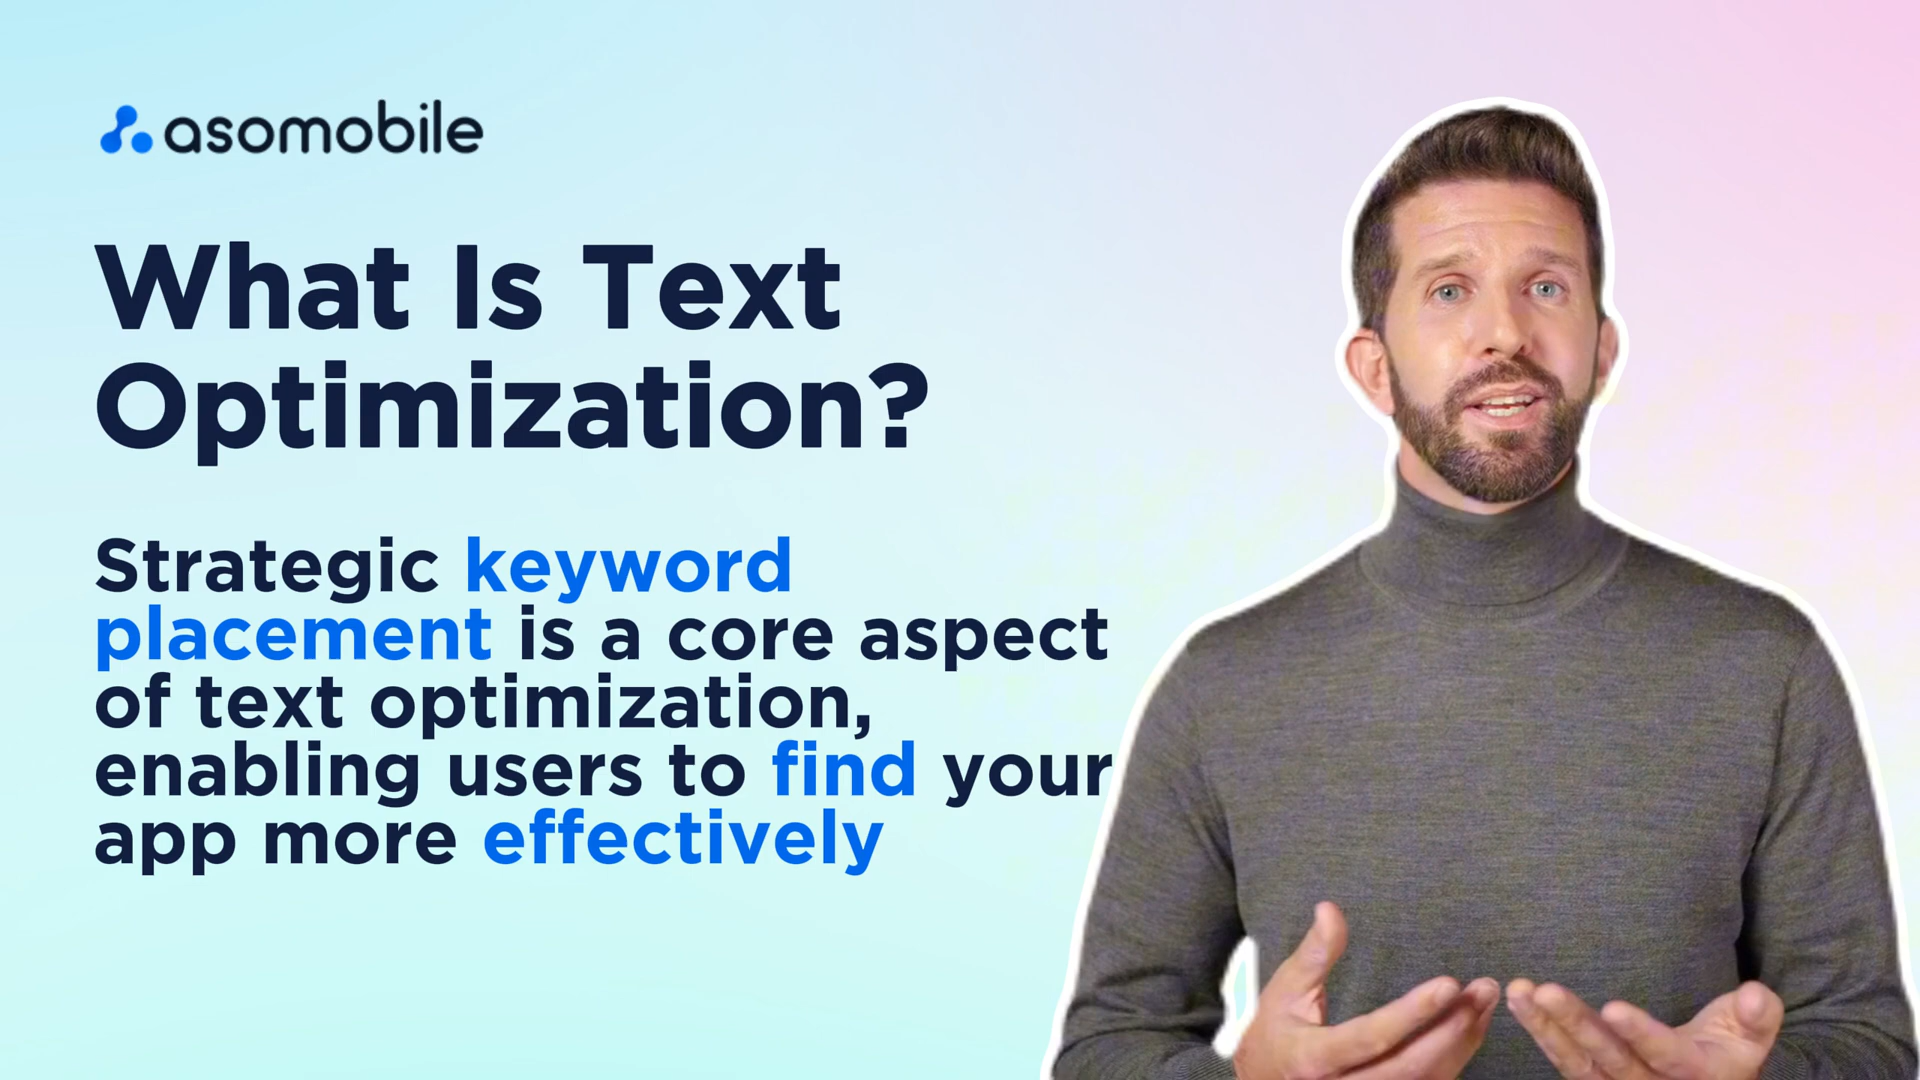 asomobile
What Is Text
Optimization?
Strategic keyword
placement is a core aspect
of text optimization,
enabling users to find your
app more effectively